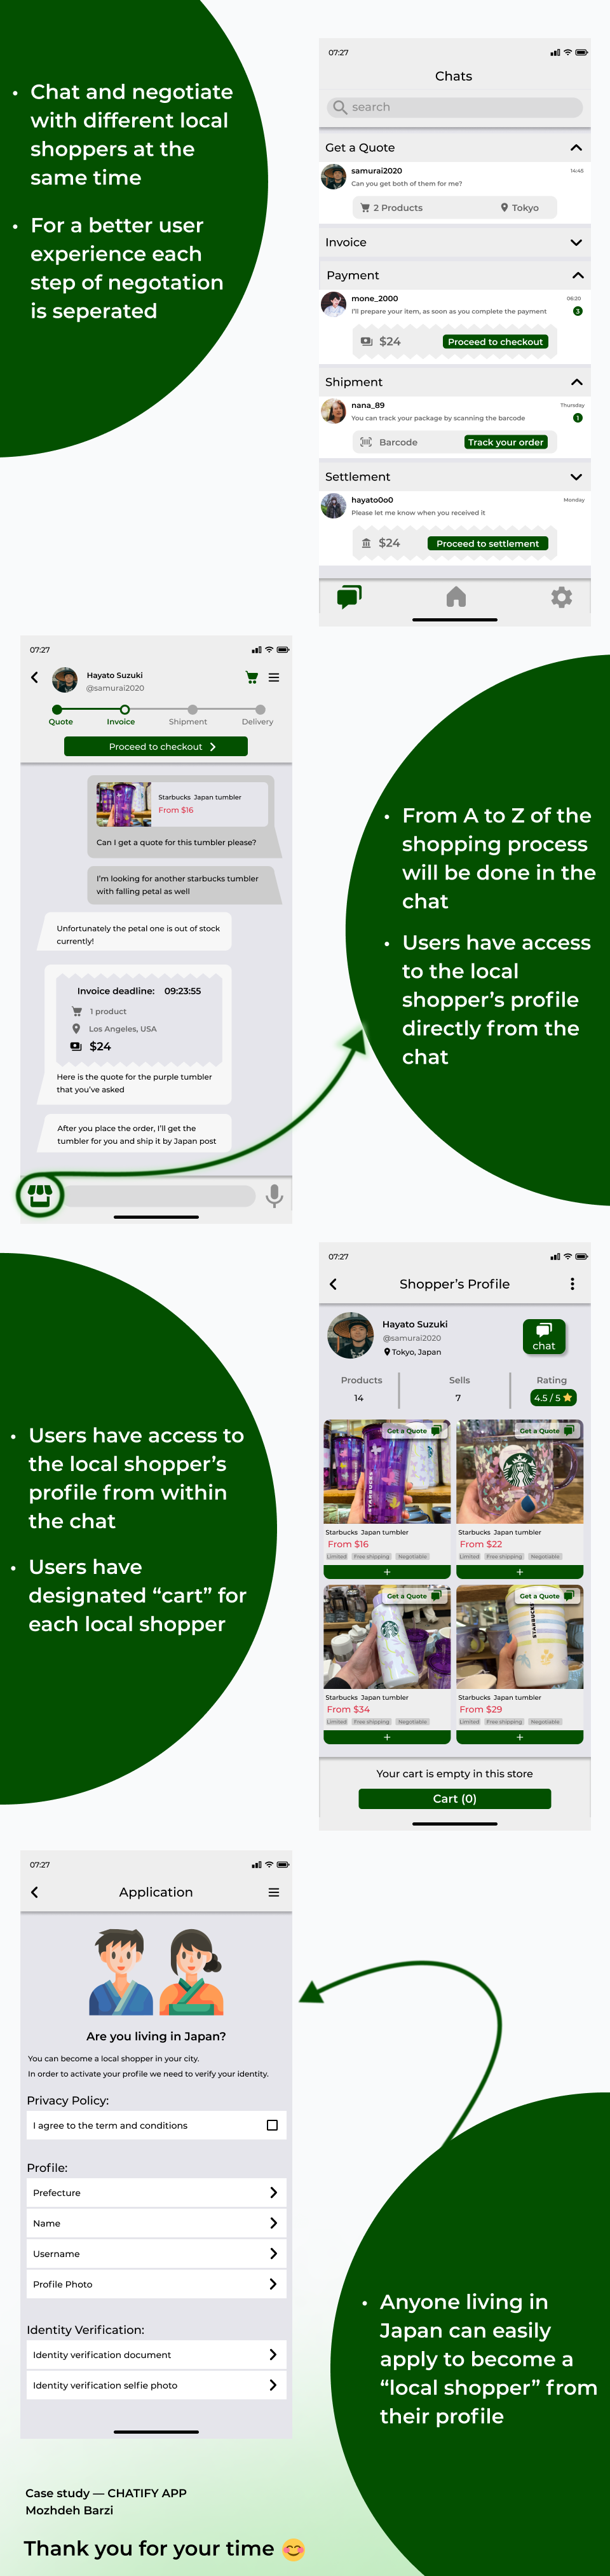 • Chat and negotiate
with different local
shoppers at the
same time
• For a better user
experience each
step of negotation
is seperated
07:27
Chats
search
Get a Quote
samurai2020
14:45
Can you get both of them for me?
2 Products
Tokyo
Invoice
Payment
mone_2000
06:20
I'll prepare your item, as soon as you complete the payment
3
$24
Proceed to checkout
Shipment
nana_89
Thursday
You can track your package by scanning the barcode
1
Barcode
Track your order
Settlement
hayato0o0
Monday
Please let me know when you received it
$24
Proceed to settlement
07:27
Hayato Suzuki
@samurai2020
Quote
Invoice
Shipment
Delivery
Proceed to checkout
Starbucks Japan tumbler
From $16
Can I get a quote for this tumbler please?
I'm looking for another starbucks tumbler
with falling petal as well
Unfortunately the petal one is out of stock
currently!
Invoice deadline: 09:23:55
1 product
Los Angeles, USA
$24
Here is the quote for the purple tumbler
that you've asked
After you place the order, I'll get the
tumbler for you and ship it by Japan post
• From A to Z of the
shopping process
will be done in the
chat
• Users have access
to the local
shopper's profile
directly from the
chat
• Users have access to
the local shopper's
profile from within
the chat
• Users have
designated "cart" for
each local shopper
07:27
Shopper's Profile
Hayato Suzuki
@samurai2020
Tokyo, Japan
chat
Products
Sells
Rating
14
7
4.5 / 5
Get a Quote
STARBUCKS
Starbucks Japan tumbler
From $16
Limited
Free shipping
Negotiable
+
Get a Quote
Starbucks Japan tumbler
From $22
Limited
Free shipping
Negotiable
+
Get a Quote
Starbucks Japan tumbler
From $34
Limited
Free shipping
Negotiable
+
Get a Quote
STARBUCKS
Starbucks Japan tumbler
From $29
Limited
Free shipping
Negotiable
+
Your cart is empty in this store
Cart (0)
07:27
Application
Are you living in Japan?
You can become a local shopper in your city.
In order to activate your profile we need to verify your identity.
Privacy Policy:
I agree to the term and conditions
Profile:
Prefecture
Name
Username
Profile Photo
Identity Verification:
Identity verification document
Identity verification selfie photo
• Anyone living in
Japan can easily
apply to become a
"local shopper" from
their profile
Case study — CHATIFY APP
Mozhdeh Barzi
Thank you for your time 😊